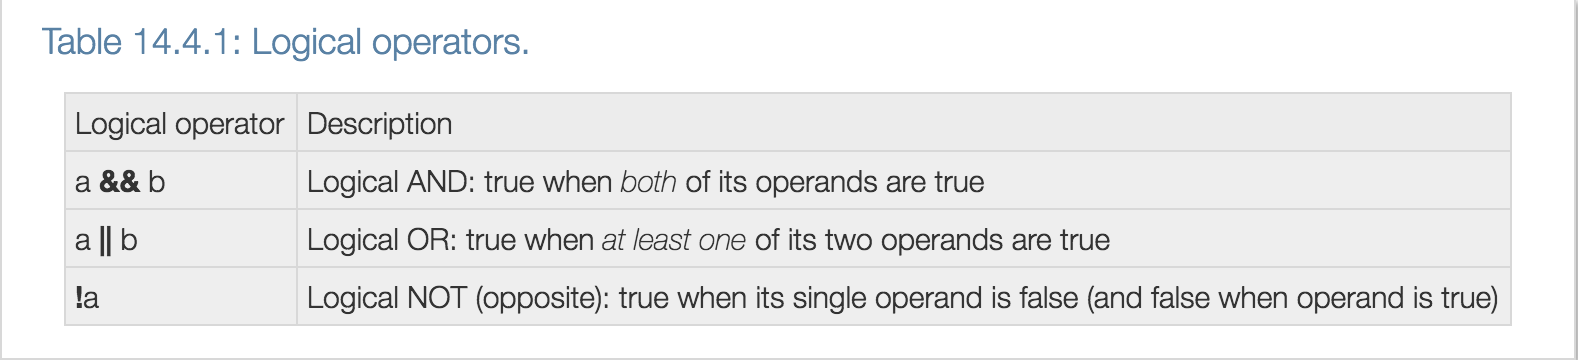 Table 14.4.1: Logical operators.
Logical operator Description
a && b Logical AND: true when both of its operands are true
a || b Logical OR: true when at least one of its two operands are true
!a Logical NOT (opposite): true when its single operand is false (and false when operand is true)